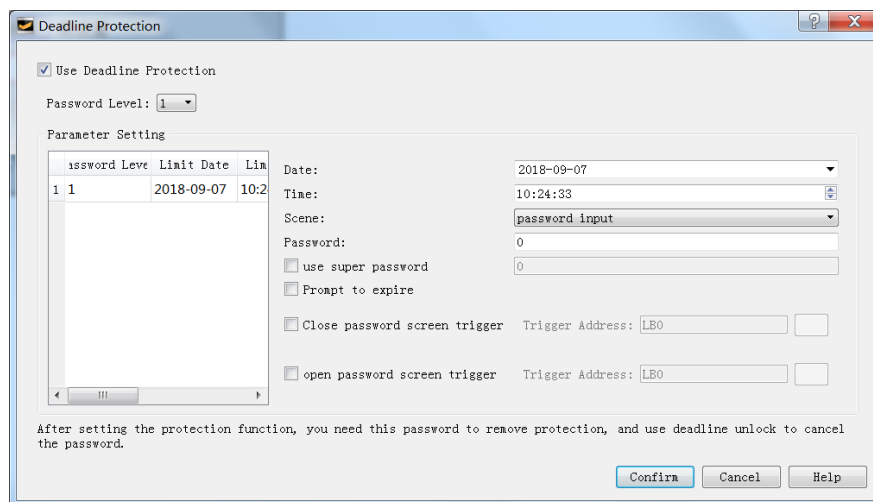 Deadline Protection
Use Deadline Protection
Password Level: 1
Parameter Setting
assword Leve Limit Date Lim
1 1 2018-09-07 10:2
Date: 2018-09-07
Time: 10:24:33
Scene: password input
Password: 0
use super password 0
Prompt to expire
Close password screen trigger Trigger Address: LB0
open password screen trigger Trigger Address: LB0
After setting the protection function, you need this password to remove protection, and use deadline unlock to cancel
the password.
Confirm Cancel Help